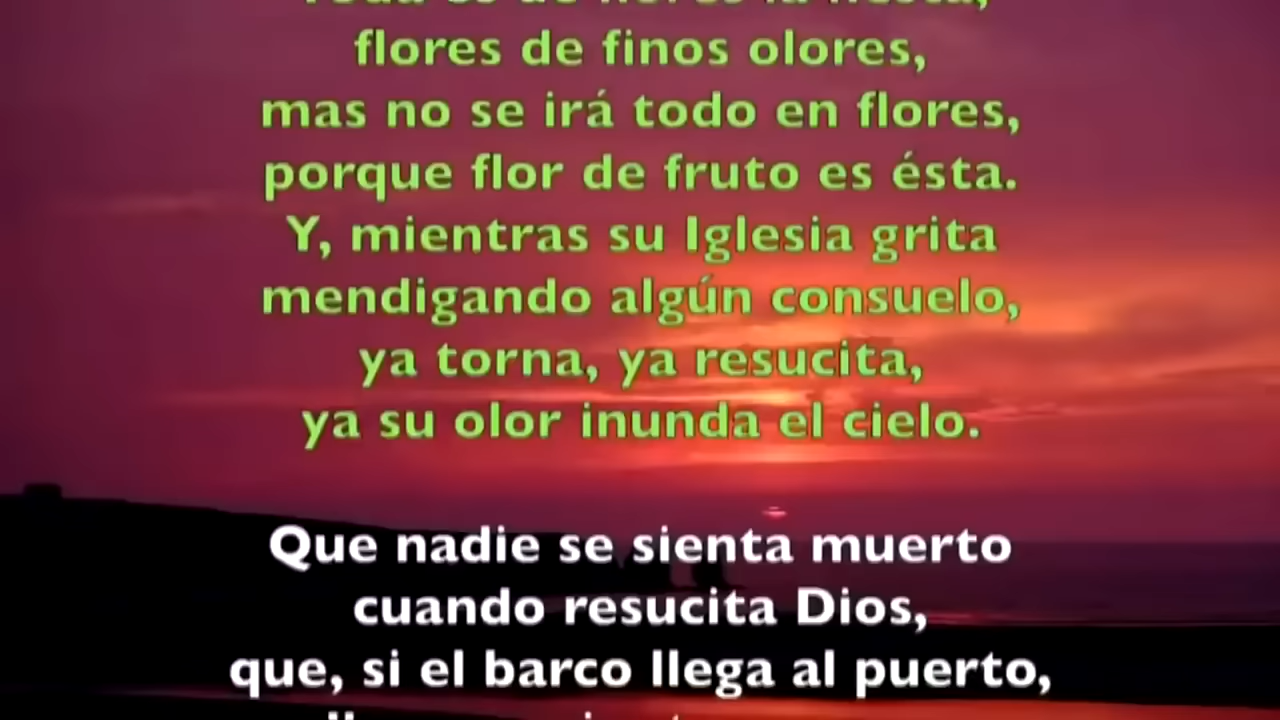 flores de finos olores,
mas no se irá todo en flores,
porque flor de fruto es ésta.
Y, mientras su Iglesia grita
mendigando algún consuelo,
ya torna, ya resucita,
ya su olor inunda el cielo.
Que nadie se sienta muerto
cuando resucita Dios,
que, si el barco llega al puerto,